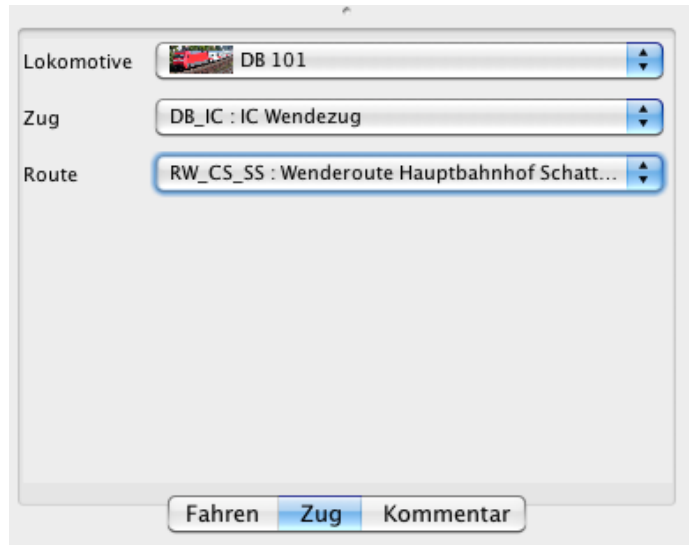 Lokomotive DB 101
Zug DB_IC : IC Wendezug
Route RW_CS_SS : Wenderoute Hauptbahnhof Schatt...
Fahren Zug Kommentar